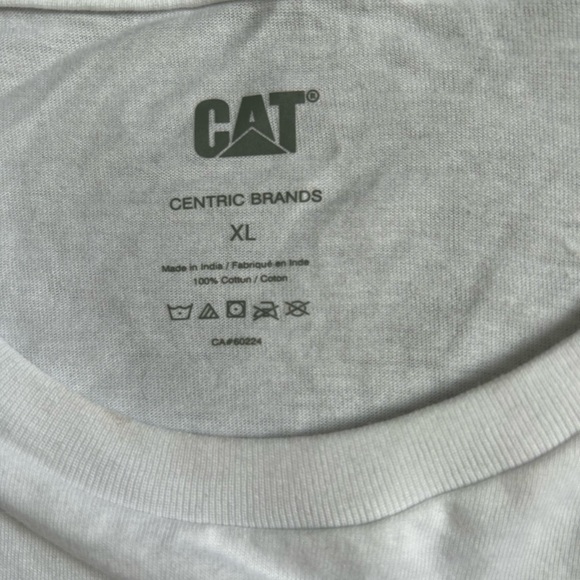 CAT®
CENTRIC BRANDS
XL
Made in India / Fabriqué en Inde
100% Cotton / Coton
CA#60224